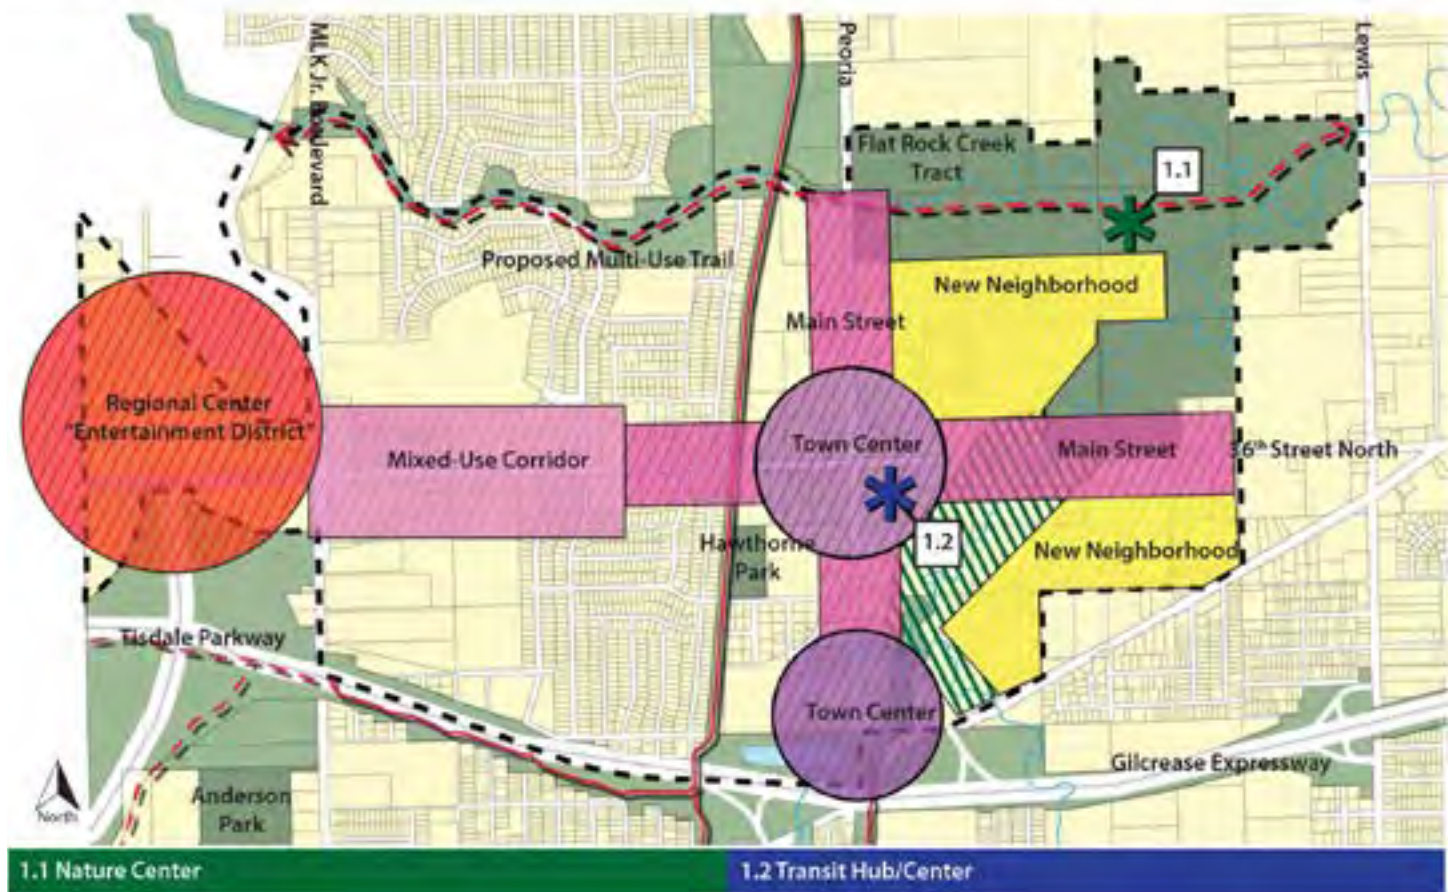 MLK Jr. Boulevard
Peoria
Lewis
Flat Rock Creek
Tract
1.1
Proposed Multi-Use Trail
New Neighborhood
Main Street
Regional Center
"Entertainment District"
Mixed-Use Corridor
Town Center
Main Street
36th Street North
1.2
Hawthorne
Park
New Neighborhood
Tisdale Parkway
Town Center
Gilcrease Expressway
Anderson
Park
North
1.1 Nature Center
1.2 Transit Hub/Center